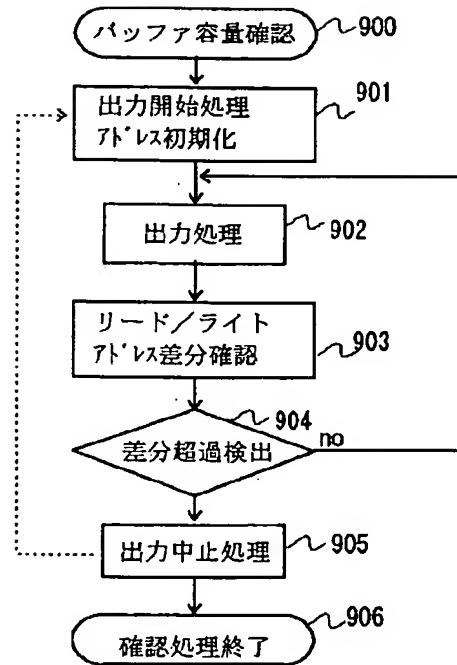 バッファ容量確認
900
出力開始処理
ｱﾄﾞﾚｽ初期化
901
出力処理
902
リード／ライト
ｱﾄﾞﾚｽ差分確認
903
904
差分超過検出
no
出力中止処理
905
確認処理終了
906